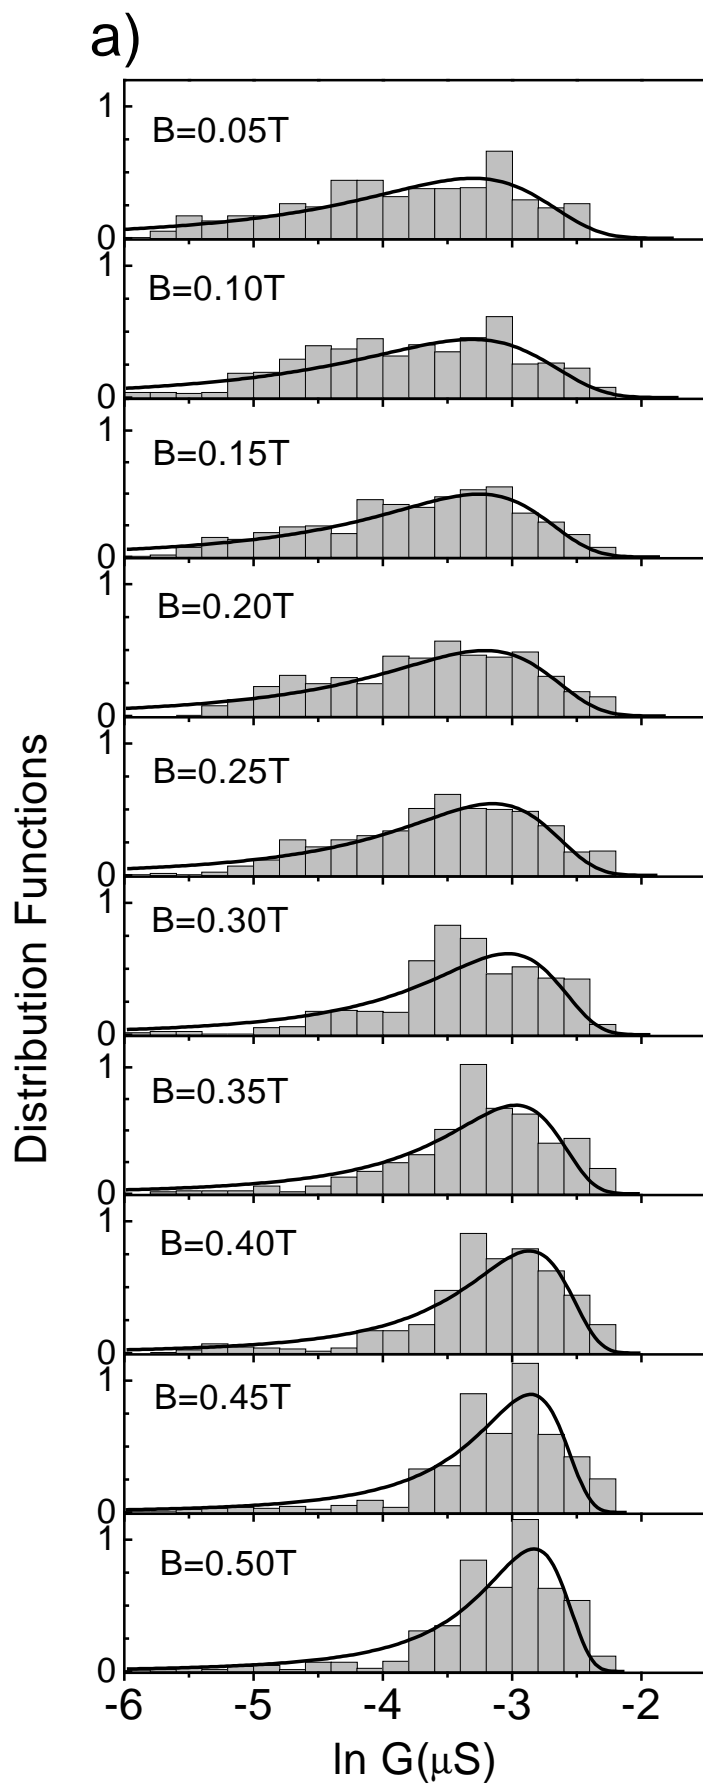 a)
Distribution Functions
1
B=0.05T
0
1
B=0.10T
0
1
B=0.15T
0
1
B=0.20T
0
1
B=0.25T
0
1
B=0.30T
0
1
B=0.35T
0
1
B=0.40T
0
1
B=0.45T
0
1
B=0.50T
0
-6 -5 -4 -3 -2
ln G(μS)